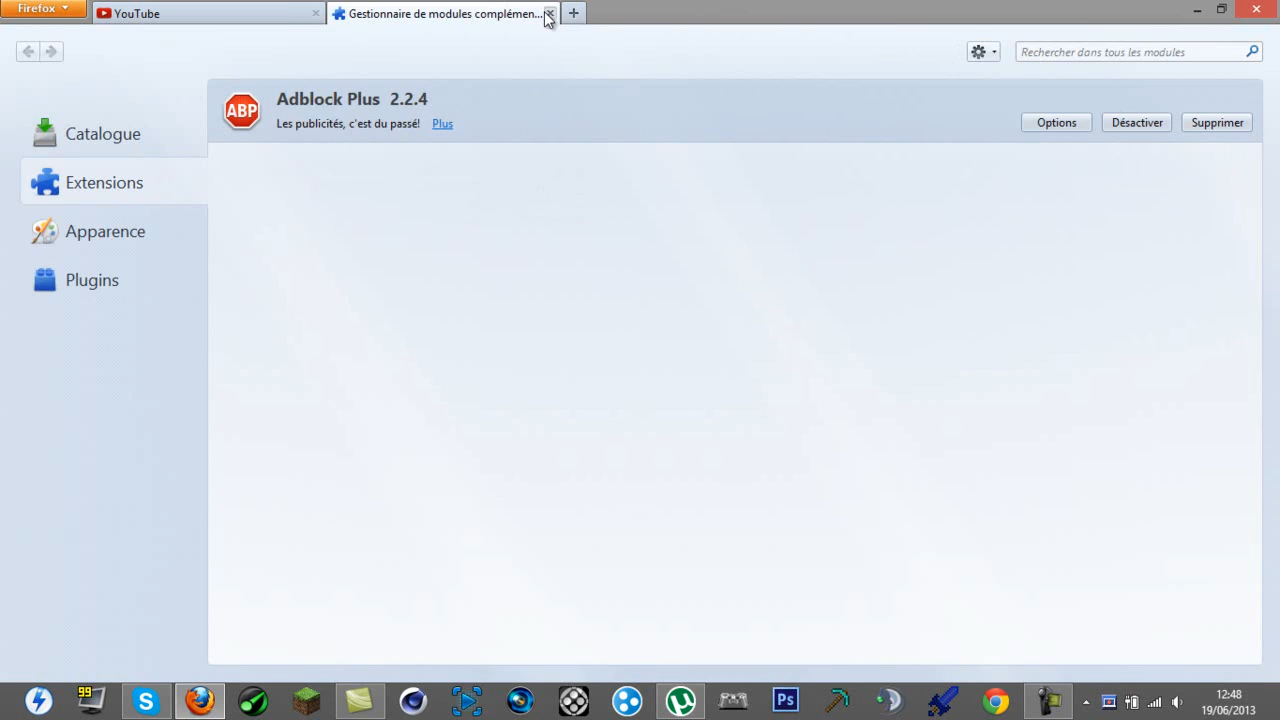 Firefox
YouTube
Gestionnaire de modules complémen...
Rechercher dans tous les modules
Catalogue
Extensions
Apparence
Plugins
ABP
Adblock Plus 2.2.4
Les publicités, c'est du passé! Plus
Options
Désactiver
Supprimer
99
Ps
12:48
19/06/2013